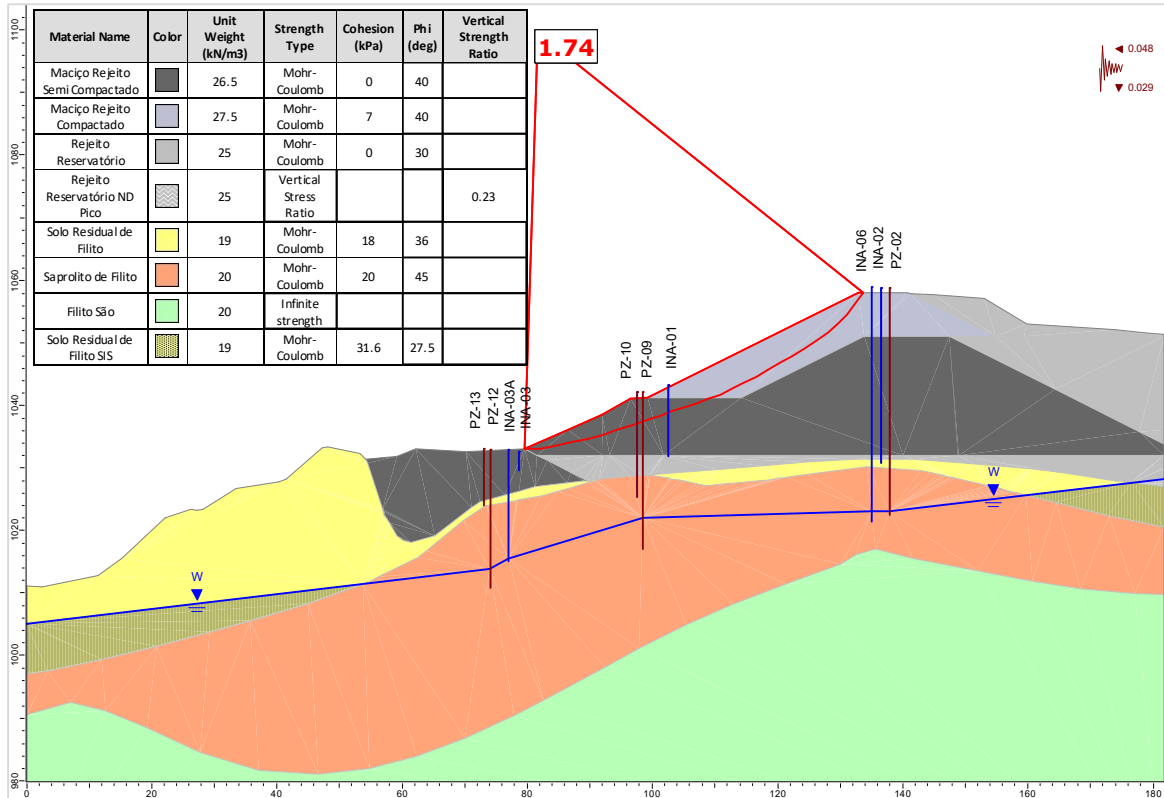 Material Name Color Unit Weight (kN/m3) Strength Type Cohesion (kPa) Phi (deg) Vertical Strength Ratio
Maciço Rejeito Semi Compactado 26.5 Mohr-Coulomb 0 40
Maciço Rejeito Compactado 27.5 Mohr-Coulomb 7 40
Rejeito Reservatório 25 Mohr-Coulomb 0 30
Rejeito Reservatório ND Pico 25 Vertical Stress Ratio 0.23
Solo Residual de Filito 19 Mohr-Coulomb 18 36
Saprolito de Filito 20 Mohr-Coulomb 20 45
Filito São 20 Infinite strength
Solo Residual de Filito SIS 19 Mohr-Coulomb 31.6 27.5
1.74
0.048
0.029
INA-06
INA-02
PZ-02
PZ-10
PZ-09
INA-01
PZ-13
PZ-12
INA-03A
INA-03
W
W
1100
1080
1060
1040
1020
1000
980
0 20 40 60 80 100 120 140 160 180